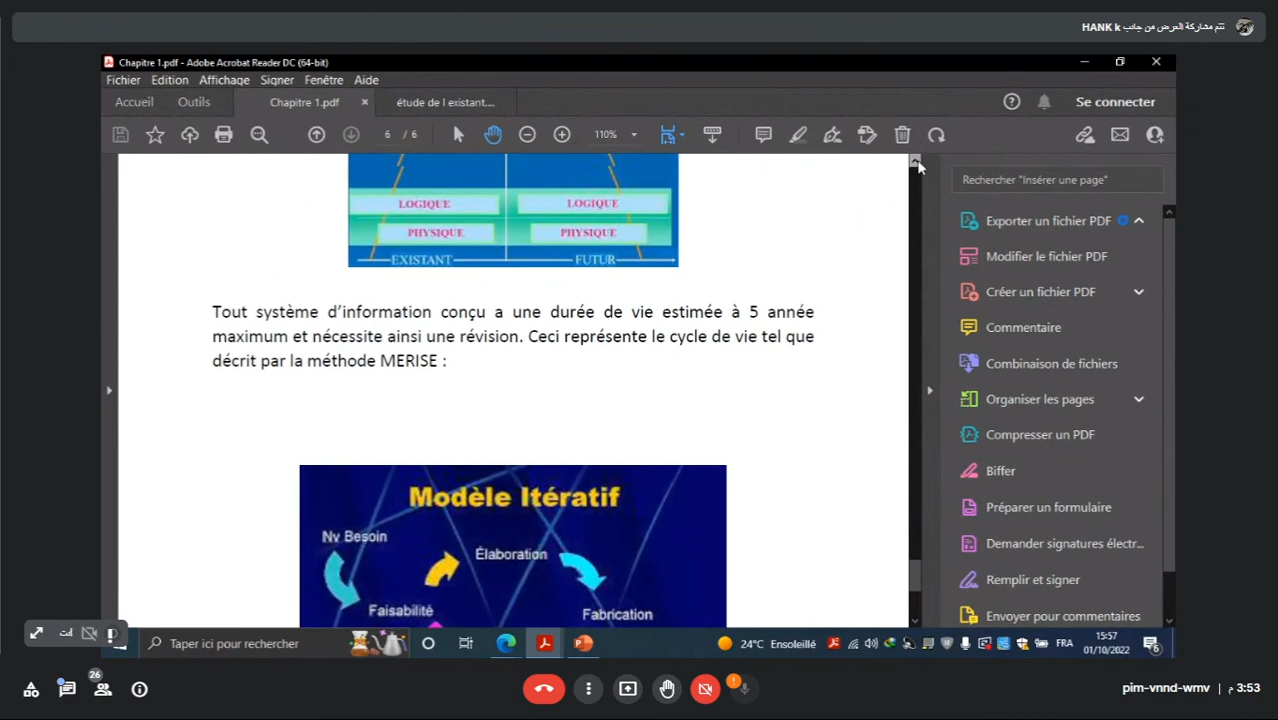 تتم مشاركة العرض من جانب HANK k
Chapitre 1.pdf - Adobe Acrobat Reader DC (64-bit)
Fichier Edition Affichage Signer Fenêtre Aide
Accueil Outils Chapitre 1.pdf × étude de l existant.... Se connecter
6 / 6 110%
Rechercher "Insérer une page"
LOGIQUE LOGIQUE
PHYSIQUE PHYSIQUE
EXISTANT FUTUR
Tout système d’information conçu a une durée de vie estimée à 5 année
maximum et nécessite ainsi une révision. Ceci représente le cycle de vie tel que
décrit par la méthode MERISE :
Modèle Itératif
Nv Besoin
Élaboration
Faisabilité
Fabrication
Exporter un fichier PDF
Modifier le fichier PDF
Créer un fichier PDF
Commentaire
Combinaison de fichiers
Organiser les pages
Compresser un PDF
Biffer
Préparer un formulaire
Demander signatures électr...
Remplir et signer
Envoyer pour commentaires
أنت
Taper ici pour rechercher
24°C Ensoleillé FRA 15:57
01/10/2022
6
26
pim-vnnd-wmv | 3:53 م